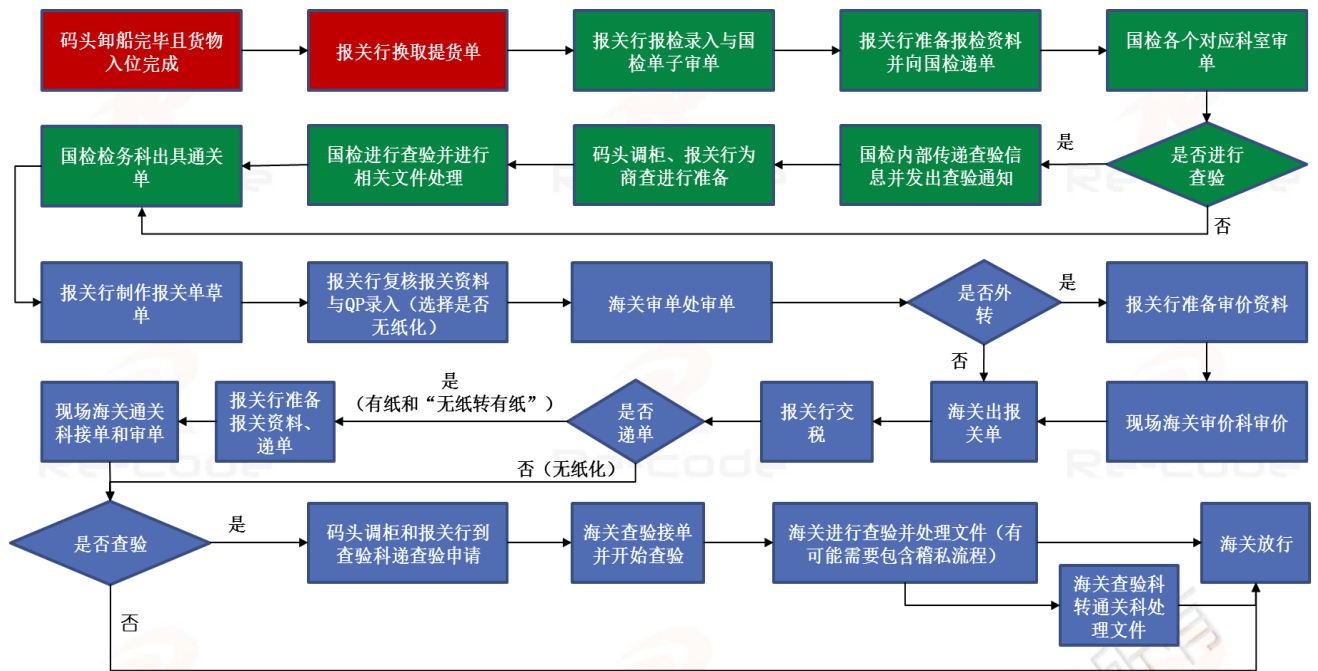 码头卸船完毕且货物
入位完成
报关行换取提货单
报关行报检录入与国
检单子审单
报关行准备报检资料
并向国检递单
国检各个对应科室审
单
国检检务科出具通关
单
国检进行查验并进行
相关文件处理
码头调柜、报关行为
商查进行准备
国检内部传递查验信
息并发出查验通知
是
是否进行
查验
否
报关行制作报关单草
单
报关行复核报关资料
与QP录入（选择是否
无纸化）
海关审单处审单
是否外
转
是
报关行准备审价资料
否
现场海关通关
科接单和审单
报关行准备
报关资料、
递单
是
（有纸和“无纸转有纸”）
是否
递单
报关行交
税
海关出报
关单
现场海关审价科审价
否（无纸化）
是否查验
是
码头调柜和报关行到
查验科递查验申请
海关查验接单
并开始查验
海关进行查验并处理文件（有
可能需要包含稽私流程）
海关放行
海关查验科
转通关科处
理文件
否
Re-Code
Re-Code
Re-Code
Re-Code
Re-Code
Re-Code